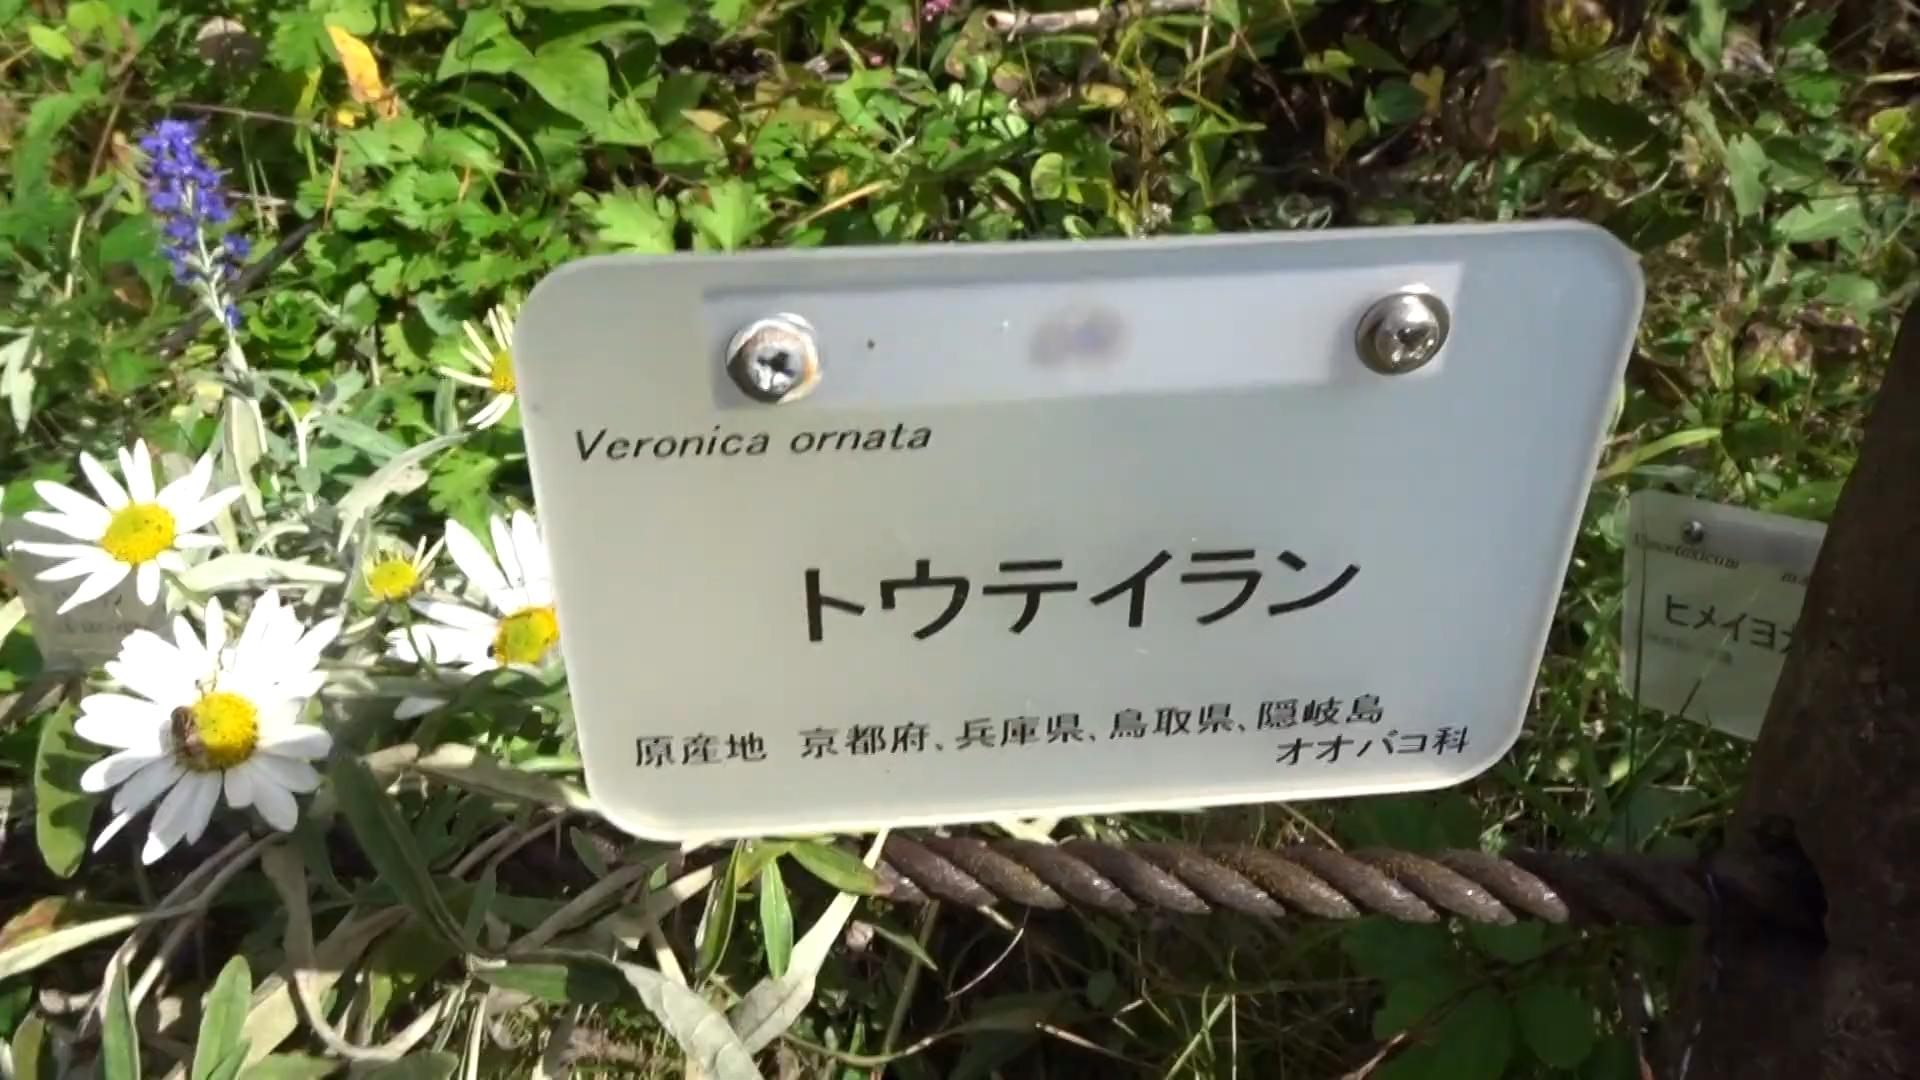 Veronica ornata
トウテイラン
原産地 京都府、兵庫県、鳥取県、隠岐島
オオバコ科
ヒメイヨカ